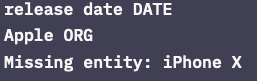 release date DATE
Apple ORG
Missing entity: iPhone X